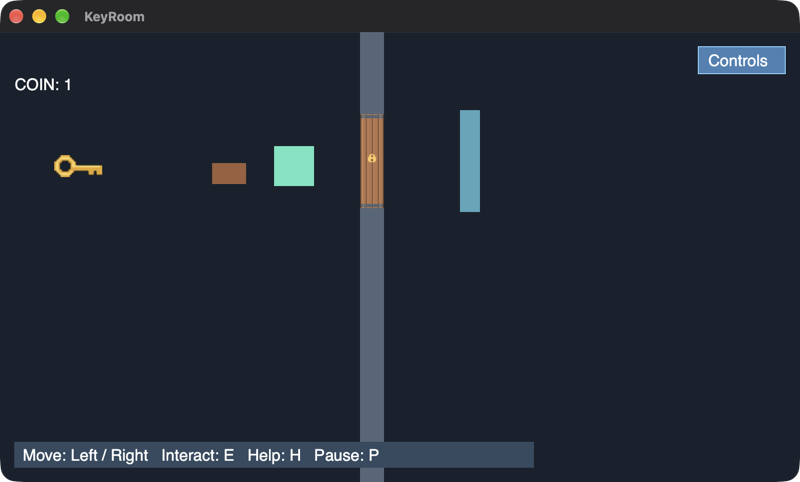 KeyRoom
Controls
COIN: 1
Move: Left / Right Interact: E Help: H Pause: P